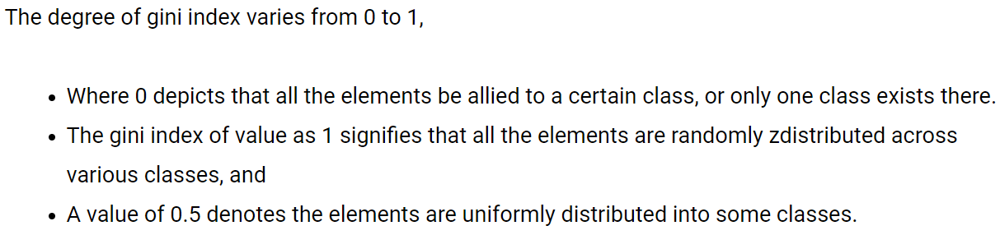 The degree of gini index varies from 0 to 1,
• Where 0 depicts that all the elements be allied to a certain class, or only one class exists there.
• The gini index of value as 1 signifies that all the elements are randomly zdistributed across
various classes, and
• A value of 0.5 denotes the elements are uniformly distributed into some classes.